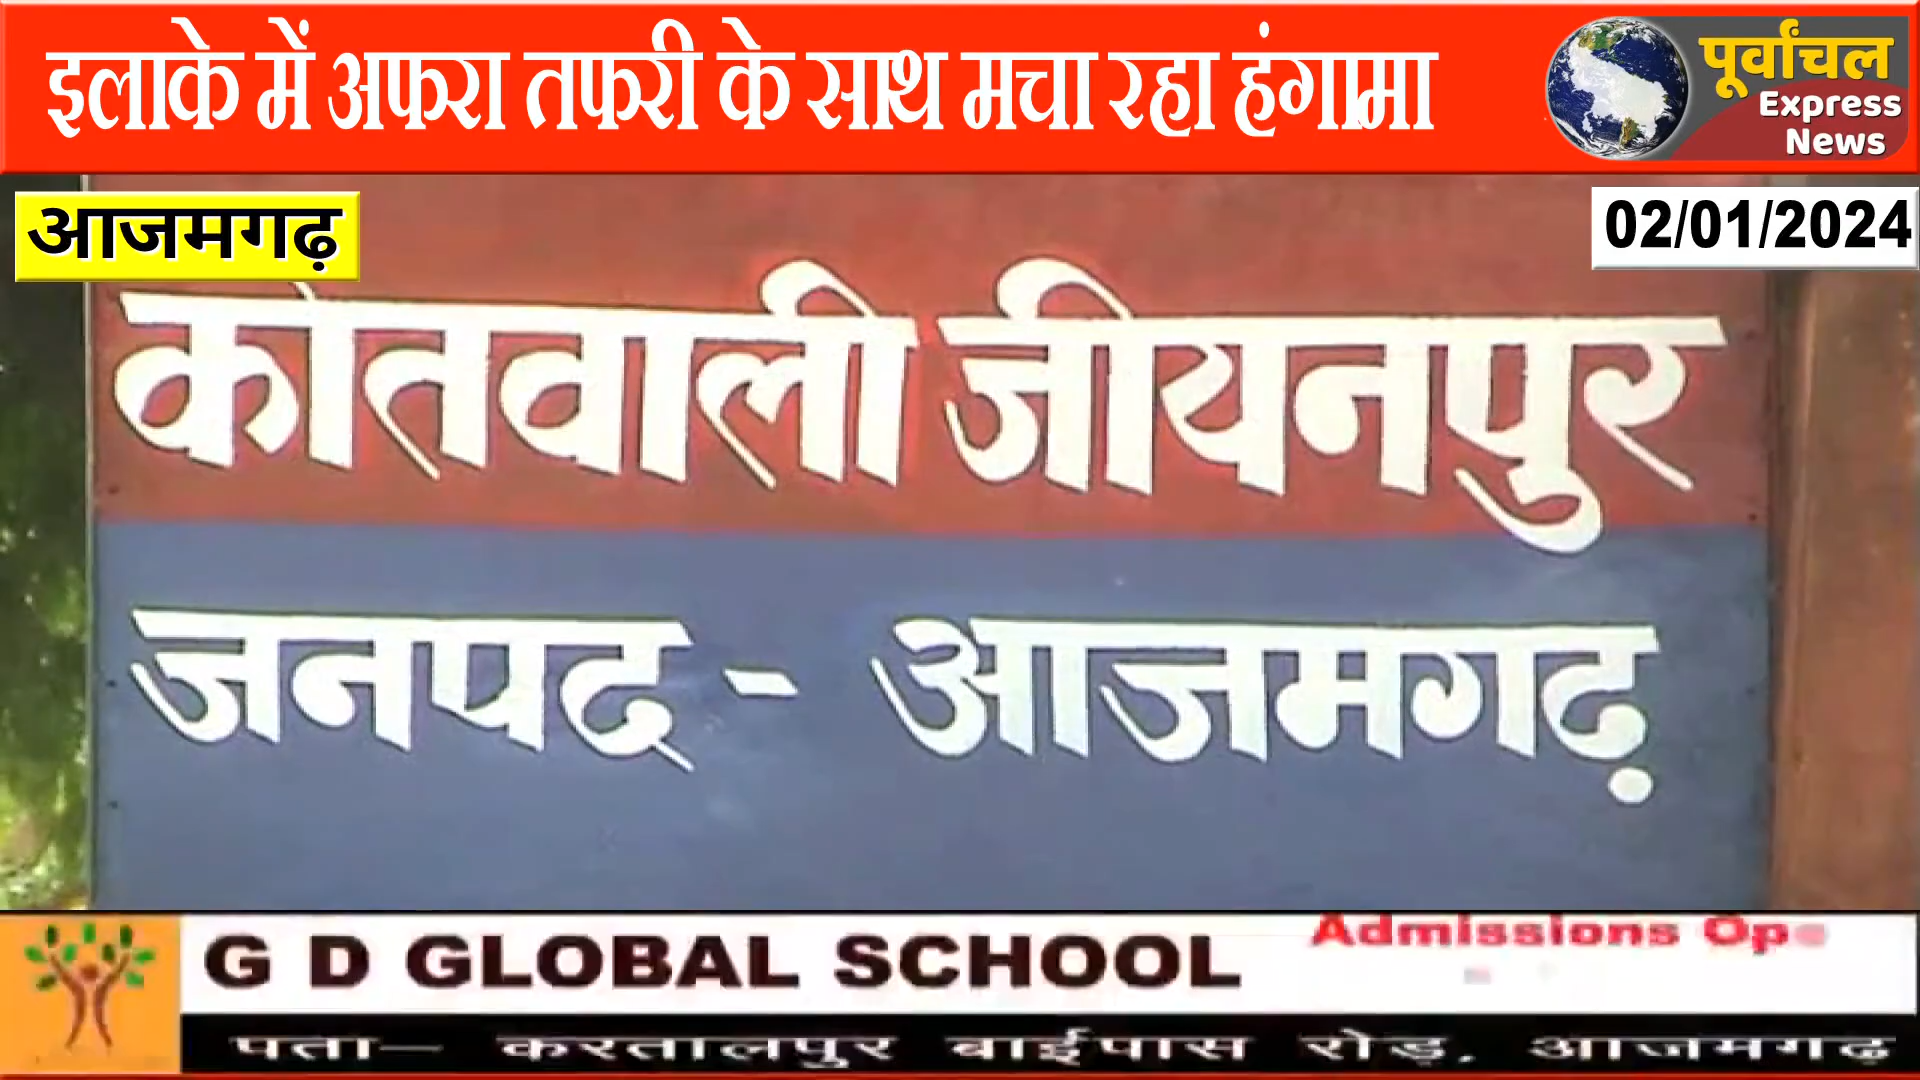 इलाके में अफरा तफरी के साथ मचा रहा हंगामा
पूर्वांचल
Express
News
आजमगढ़
02/01/2024
कोतवाली जीयनपुर
जनपद - आजमगढ़
G D GLOBAL SCHOOL
Admissions Ope
पता— करतालपुर बाईपास रोड़, आजमगढ़